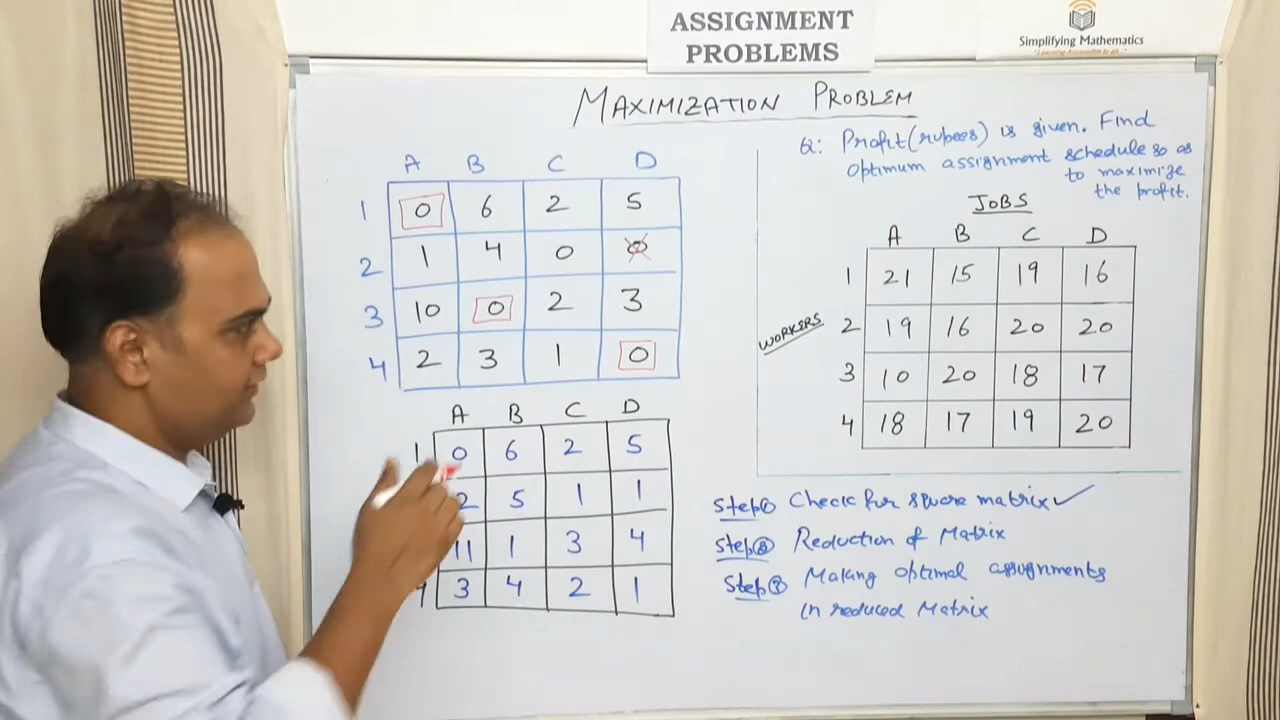 ASSIGNMENT
PROBLEMS
Simplifying Mathematics
MAXIMIZATION PROBLEM
Q: Profit (rupees) is given. Find
optimum assignment schedule so as
to maximize
the profit.
A B C D
1 0 6 2 5
2 1 4 0 0
3 10 0 2 3
4 2 3 1 0
A B C D
1 0 6 2 5
2 5 1 1
11 1 3 4
4 3 4 2 1
JOBS
A B C D
WORKERS
1 21 15 19 16
2 19 16 20 20
3 10 20 18 17
4 18 17 19 20
Step① Check for square matrix ✓
Step② Reduction of Matrix
Step③ Making optimal assignments
in reduced Matrix